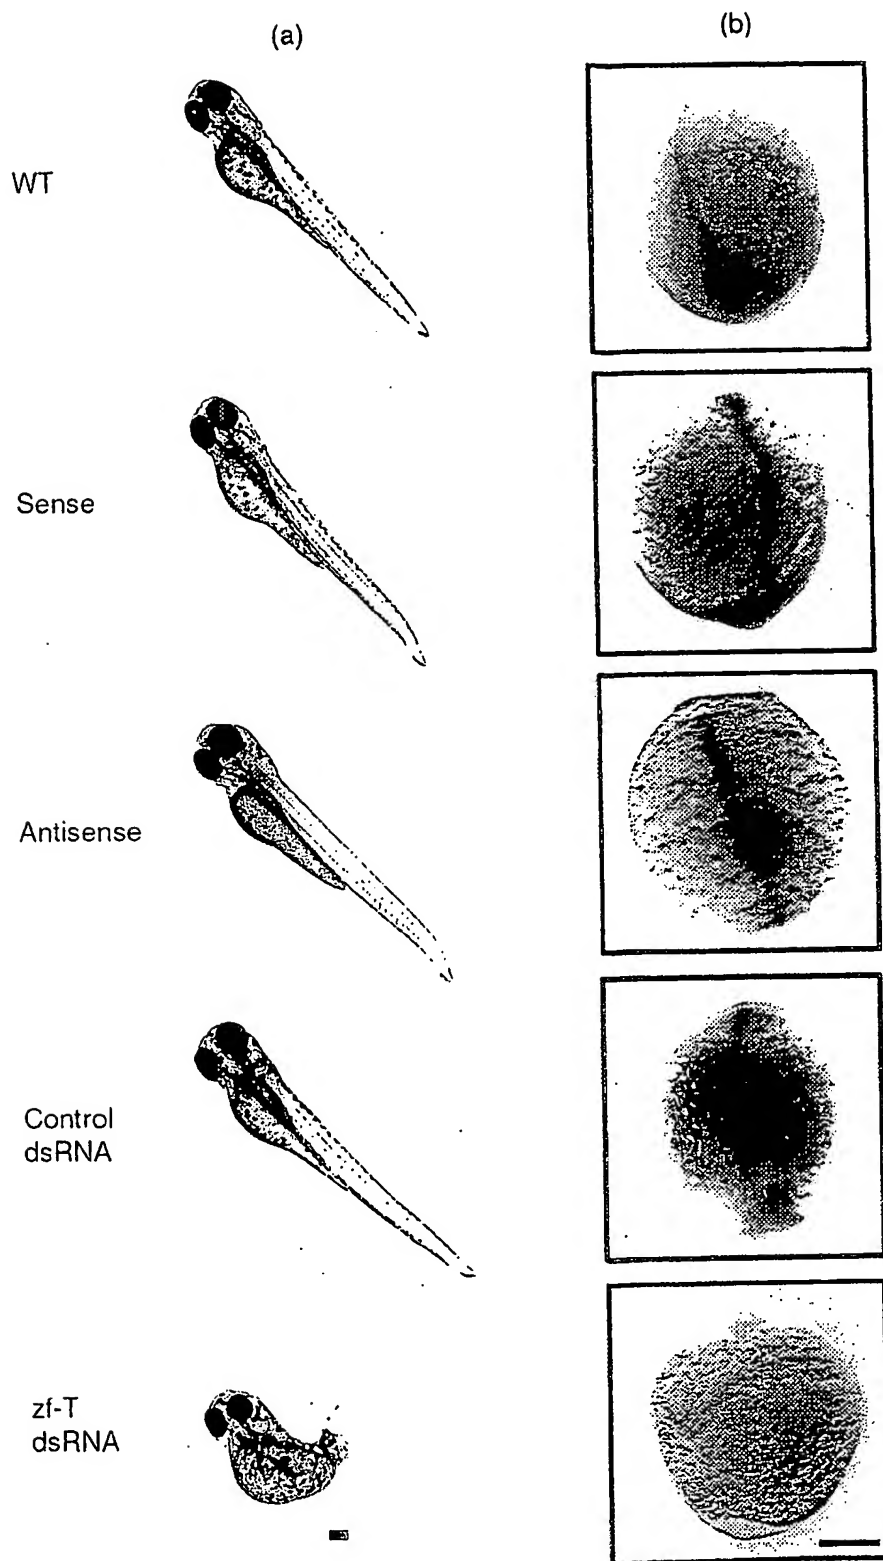 (a)
(b)
WT
Sense
Antisense
Control
dsRNA
zf-T
dsRNA